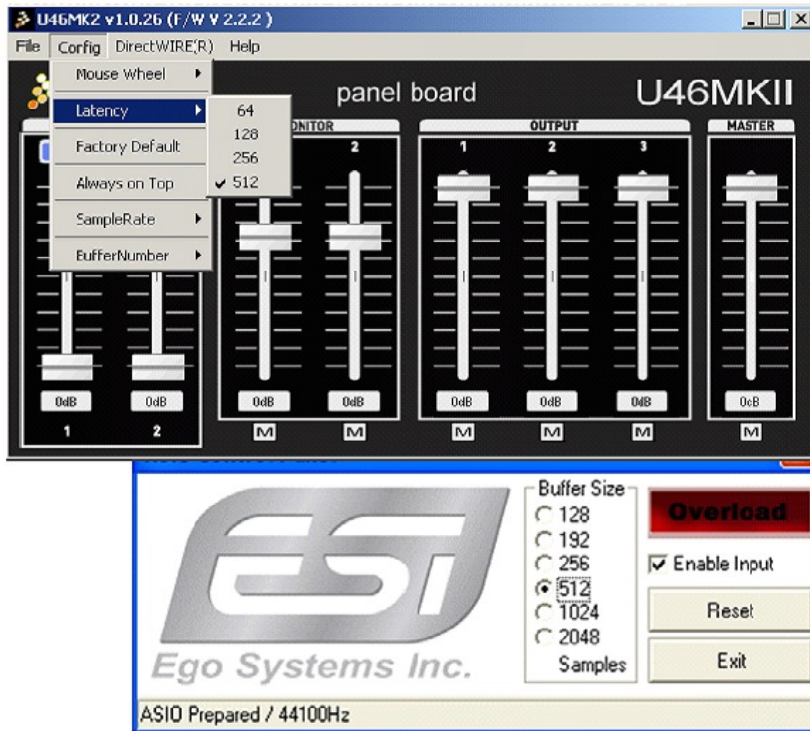 U46MK2 v1.0.26 (F/W V 2.2.2 )
File Config DirectWIRE(R) Help
Mouse Wheel
Latency
Factory Default
Always on Top
SampleRate
BufferNumber
64
128
256
512
panel board
U46MKII
OUTPUT
MASTER
2
1 2 3
0dB 0dB 0dB 0dB 0dB 0dB 0dB 0dB
1 2 M M M M M M
Buffer Size
128
192
256
512
1024
2048
Samples
Overload
Enable Input
Reset
Exit
ESI
Ego Systems Inc.
ASIO Prepared / 44100Hz